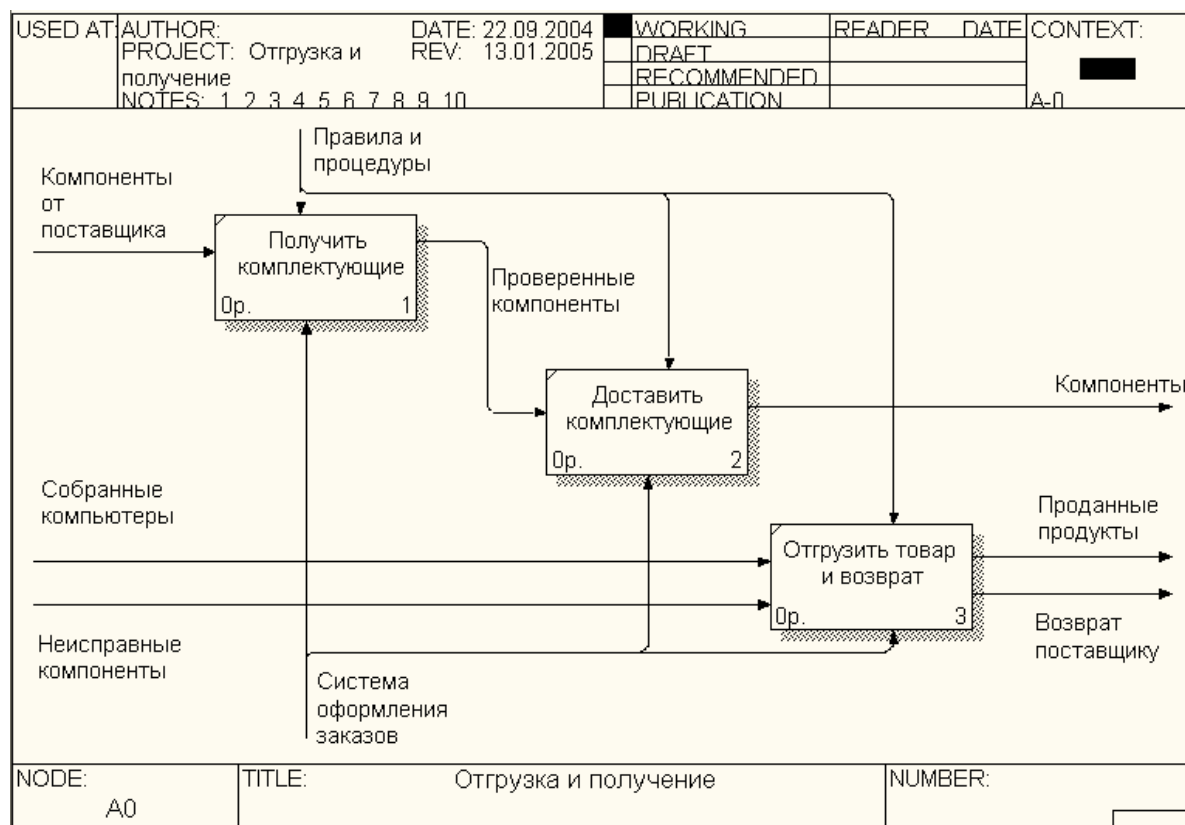 USED AT:
AUTHOR:
DATE: 22.09.2004
PROJECT: Отгрузка и
получение
REV: 13.01.2005
NOTES: 1 2 3 4 5 6 7 8 9 10
WORKING
DRAFT
RECOMMENDED
PUBLICATION
READER DATE
CONTEXT:
A-0
Правила и
процедуры
Компоненты
от
поставщика
Получить
комплектующие
0р. 1
Проверенные
компоненты
Доставить
комплектующие
0р. 2
Компоненты
Собранные
компьютеры
Проданные
продукты
Отгрузить товар
и возврат
0р. 3
Неисправные
компоненты
Возврат
поставщику
Система
оформления
заказов
NODE:
A0
TITLE:
Отгрузка и получение
NUMBER: